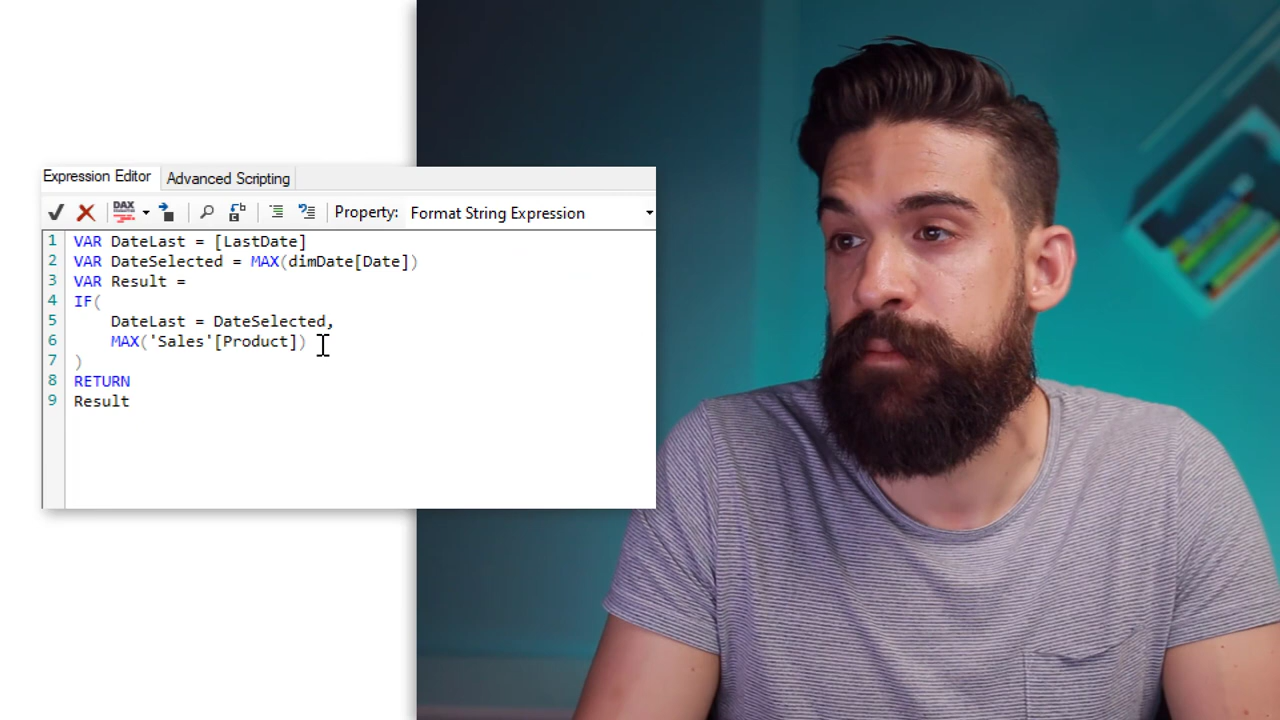 Expression Editor
Advanced Scripting
DAX
Property: Format String Expression
1 VAR DateLast = [LastDate]
2 VAR DateSelected = MAX(dimDate[Date])
3 VAR Result =
4 IF(
5 DateLast = DateSelected,
6 MAX('Sales'[Product])
7 )
8 RETURN
9 Result